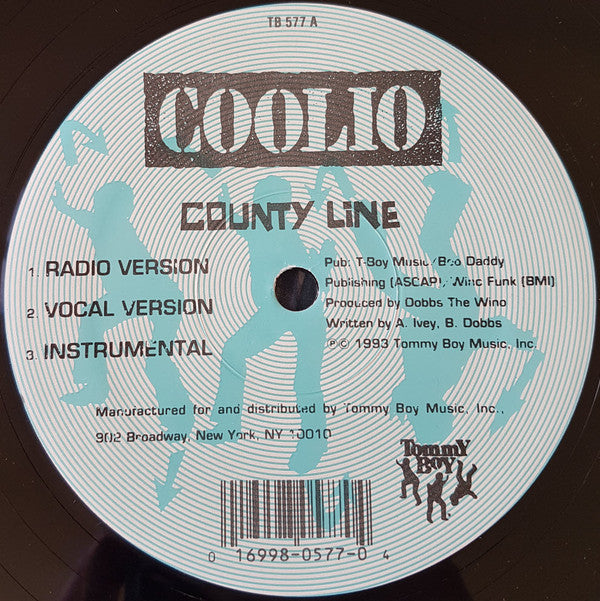 TB 577 A
COOLIO
COUNTY LINE
1. RADIO VERSION
2. VOCAL VERSION
3. INSTRUMENTAL
Pub: T-Boy Music/Boo Daddy
Publishing (ASCAP), Wino Funk (BMI)
Produced by Dobbs The Wino
Written by A. Ivey, B. Dobbs
℗© 1993 Tommy Boy Music, Inc.
Manufactured for and distributed by Tommy Boy Music, Inc.,
902 Broadway, New York, NY 10010
Tommy
Boy
0 16998-0577-0 4